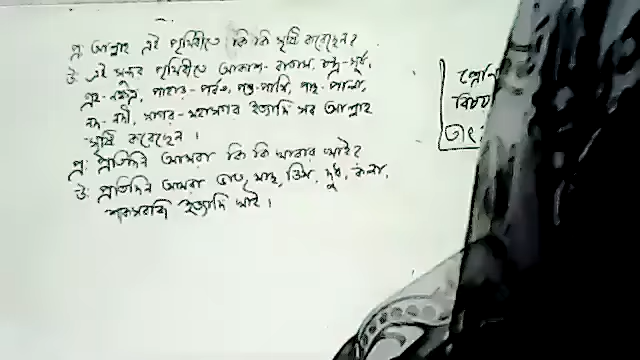 প্র: আল্লাহ এই পৃথিবীতে কি কি সৃষ্টি করেছেন?
উ: এই সুন্দর পৃথিবীতে আকাশ-বাতাস, চন্দ্র-সূর্য,
গ্রহ-নক্ষত্র, পাহাড়-পর্বত, পশু-পাখি, গাছ-পালা,
নদ-নদী, সাগর-মহাসাগর ইত্যাদি সব আল্লাহ
সৃষ্টি করেছেন।
প্র: প্রতিদিন আমরা কি কি খাবার খাই?
উ: প্রতিদিন আমরা ভাত, মাছ, ডিম, দুধ, কলা,
শাকসবজি ইত্যাদি খাই।
শ্রেণি
বিষয়
তাং